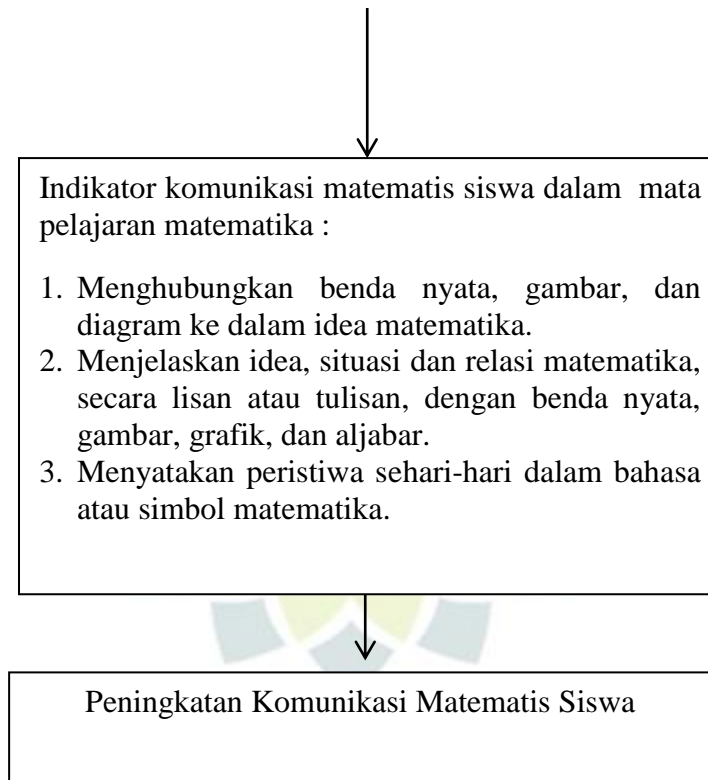 Indikator komunikasi matematis siswa dalam mata
pelajaran matematika :
1. Menghubungkan benda nyata, gambar, dan
diagram ke dalam idea matematika.
2. Menjelaskan idea, situasi dan relasi matematika,
secara lisan atau tulisan, dengan benda nyata,
gambar, grafik, dan aljabar.
3. Menyatakan peristiwa sehari-hari dalam bahasa
atau simbol matematika.
Peningkatan Komunikasi Matematis Siswa